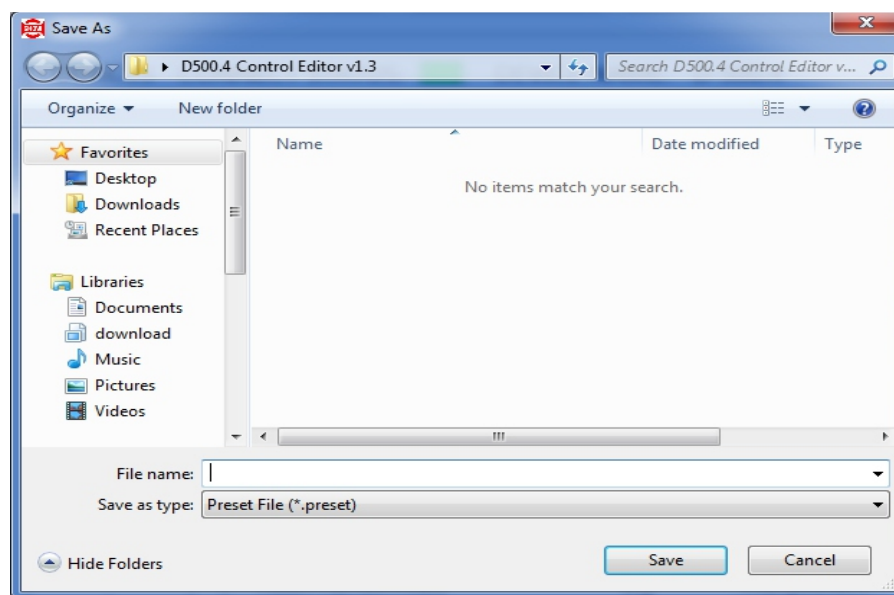 Save As
D500.4 Control Editor v1.3
Search D500.4 Control Editor v...
Organize
New folder
Name
Date modified
Type
No items match your search.
Favorites
Desktop
Downloads
Recent Places
Libraries
Documents
download
Music
Pictures
Videos
File name:
Save as type: Preset File (*.preset)
Hide Folders
Save
Cancel